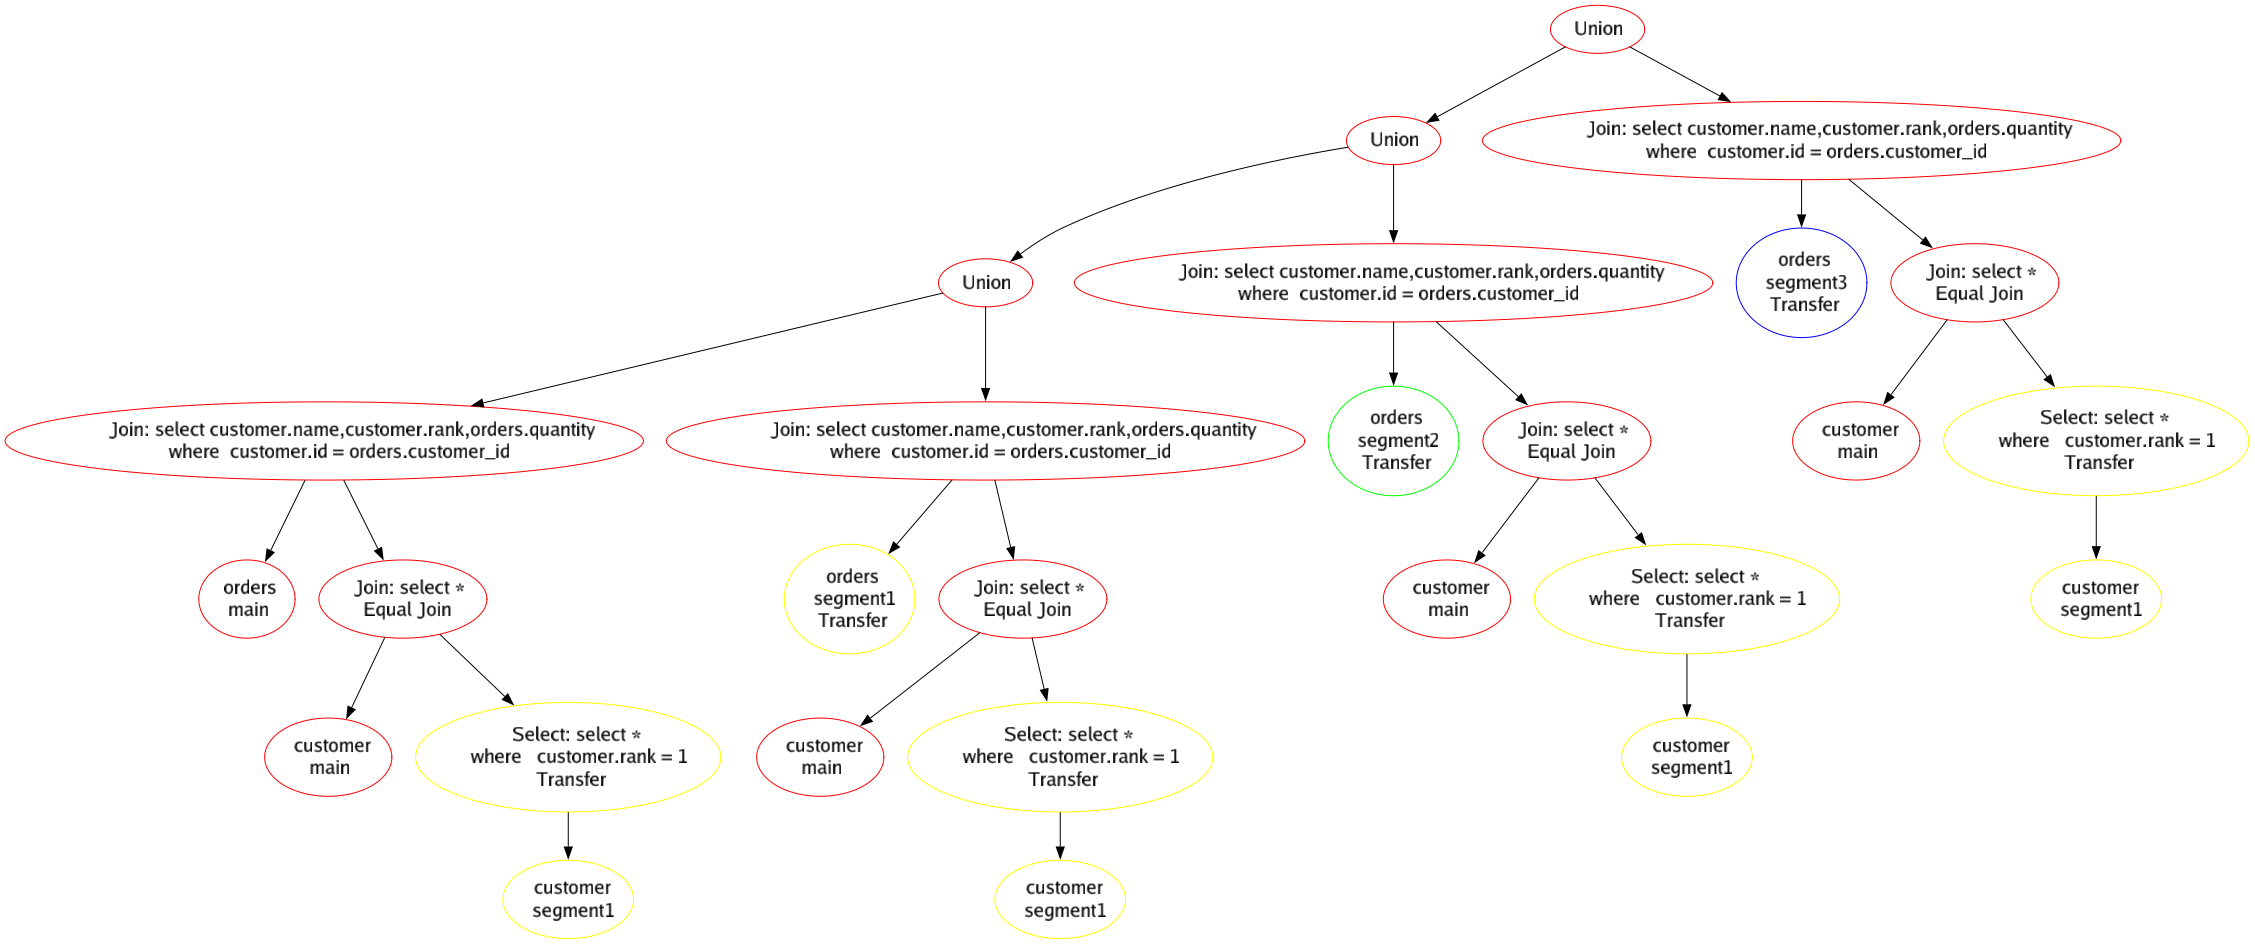 Union
Union
Join: select customer.name,customer.rank,orders.quantity
where  customer.id = orders.customer_id
Union
Join: select customer.name,customer.rank,orders.quantity
where  customer.id = orders.customer_id
orders
segment3
Transfer
Join: select *
Equal Join
Join: select customer.name,customer.rank,orders.quantity
where  customer.id = orders.customer_id
Join: select customer.name,customer.rank,orders.quantity
where  customer.id = orders.customer_id
orders
segment2
Transfer
Join: select *
Equal Join
customer
main
Select: select *
where   customer.rank = 1
Transfer
orders
main
Join: select *
Equal Join
orders
segment1
Transfer
Join: select *
Equal Join
customer
main
Select: select *
where   customer.rank = 1
Transfer
customer
segment1
customer
main
Select: select *
where   customer.rank = 1
Transfer
customer
main
Select: select *
where   customer.rank = 1
Transfer
customer
segment1
customer
segment1
customer
segment1